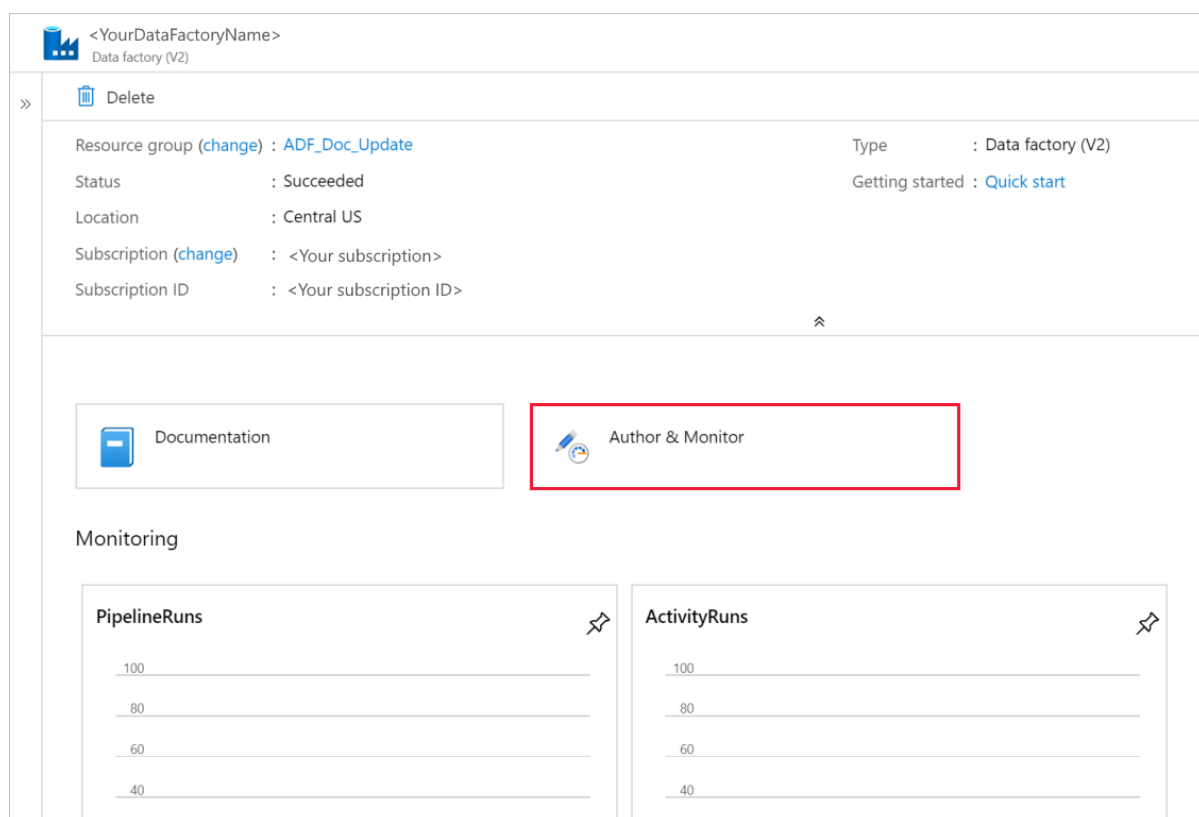 <YourDataFactoryName>
Data factory (V2)
Delete
Resource group (change) : ADF_Doc_Update
Type : Data factory (V2)
Status : Succeeded
Getting started : Quick start
Location : Central US
Subscription (change) : <Your subscription>
Subscription ID : <Your subscription ID>
Documentation
Author & Monitor
Monitoring
PipelineRuns
100
80
60
40
ActivityRuns
100
80
60
40